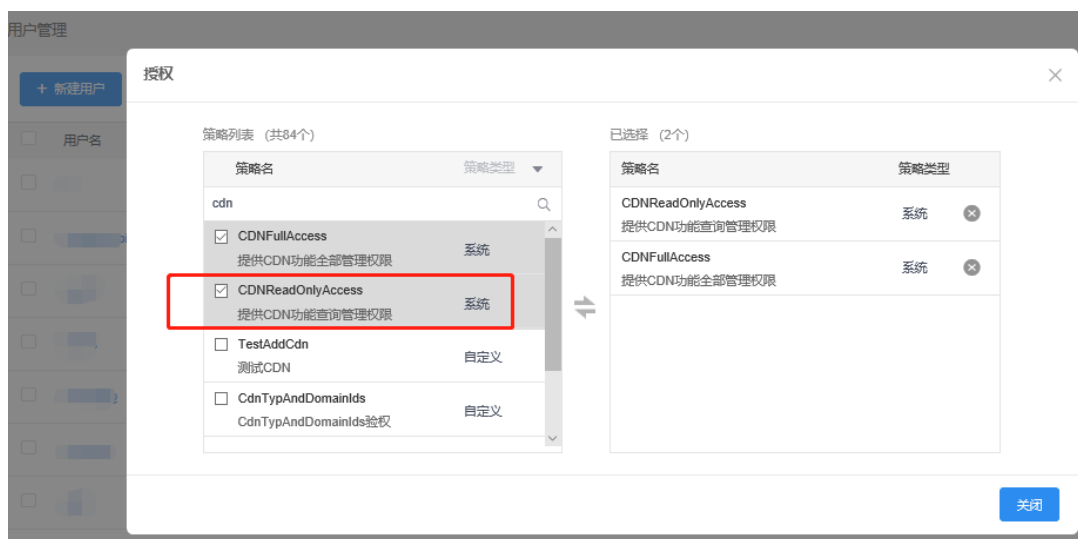 用户管理
授权
+ 新建用户
用户名
策略列表 (共84个)
策略名
策略类型
cdn
CDNFullAccess
提供CDN功能全部管理权限
系统
CDNReadOnlyAccess
提供CDN功能查询管理权限
系统
TestAddCdn
测试CDN
自定义
CdnTypAndDomainIds
CdnTypAndDomainIds验权
自定义
已选择 (2个)
策略名
策略类型
CDNReadOnlyAccess
提供CDN功能查询管理权限
系统
CDNFullAccess
提供CDN功能全部管理权限
系统
关闭